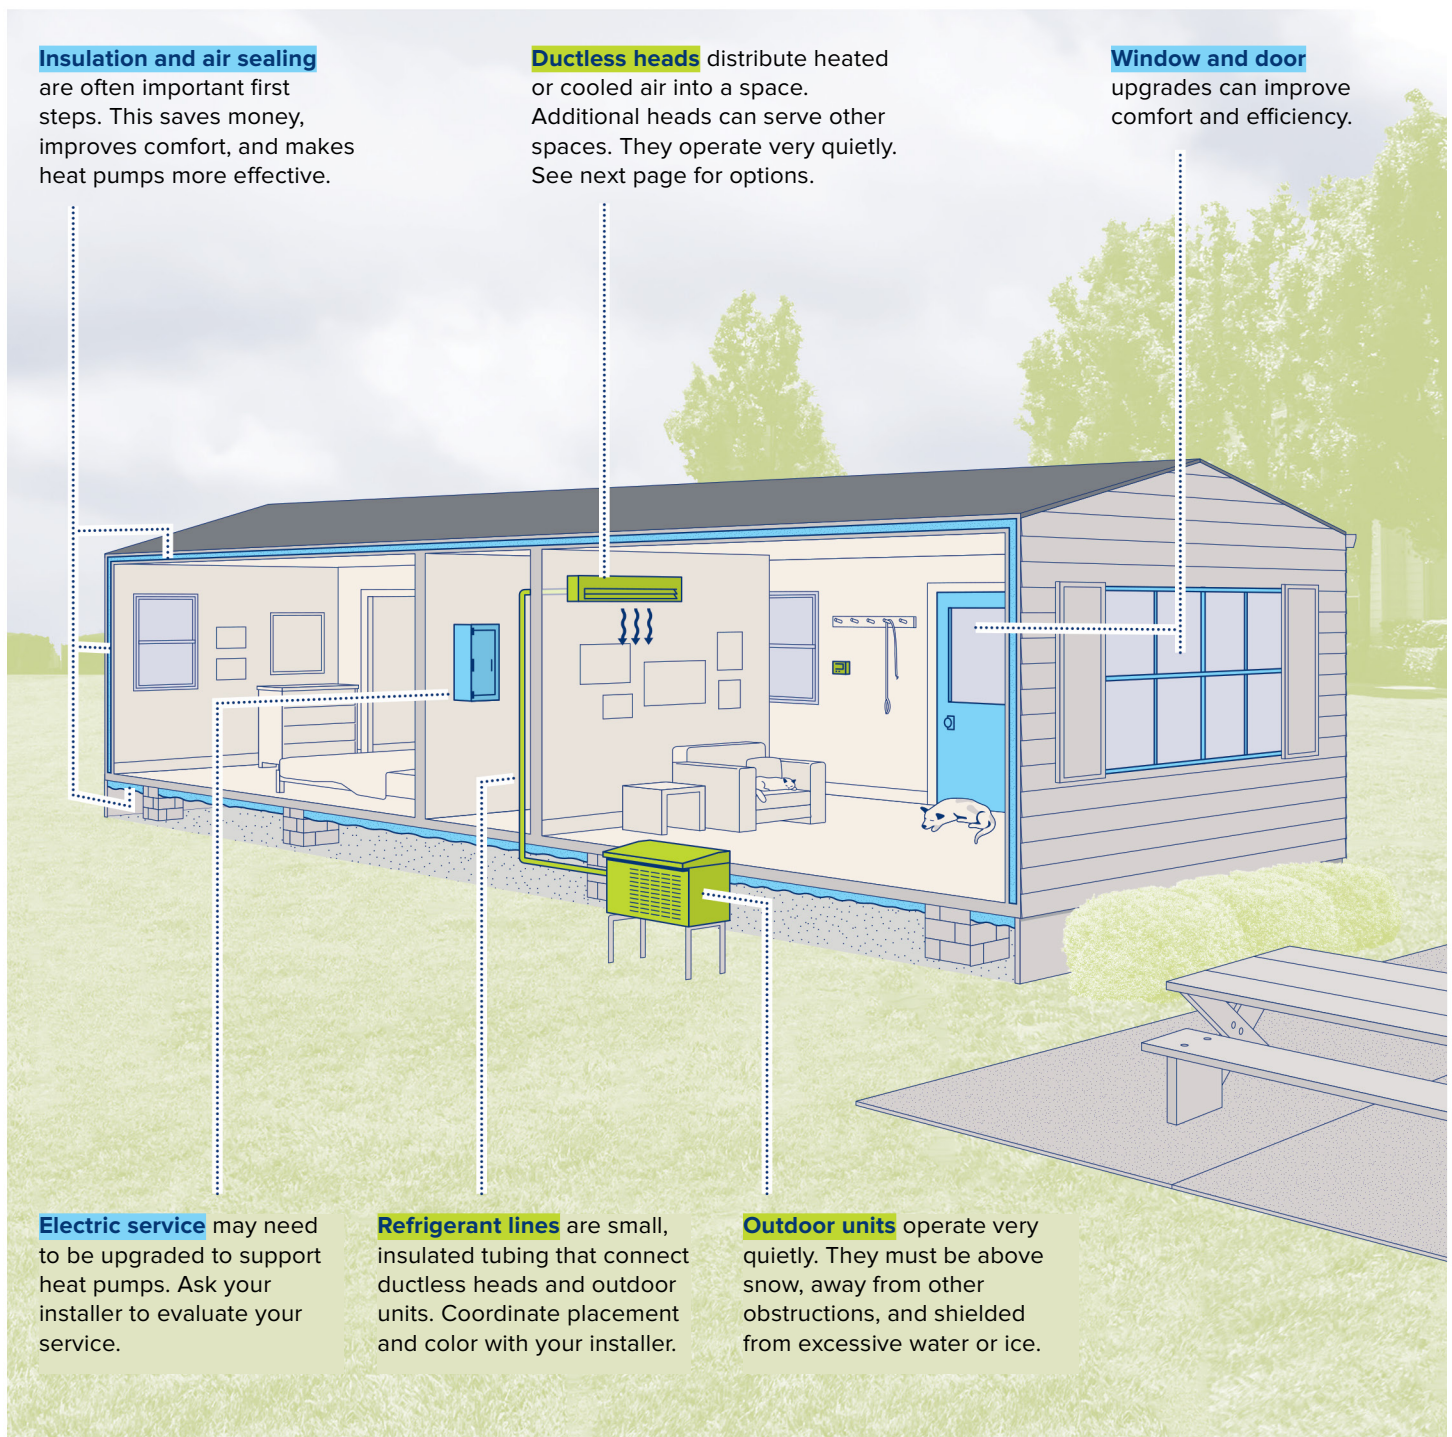 Insulation and air sealing
are often important first
steps. This saves money,
improves comfort, and makes
heat pumps more effective.
Ductless heads distribute heated
or cooled air into a space.
Additional heads can serve other
spaces. They operate very quietly.
See next page for options.
Window and door
upgrades can improve
comfort and efficiency.
Electric service may need
to be upgraded to support
heat pumps. Ask your
installer to evaluate your
service.
Refrigerant lines are small,
insulated tubing that connect
ductless heads and outdoor
units. Coordinate placement
and color with your installer.
Outdoor units operate very
quietly. They must be above
snow, away from other
obstructions, and shielded
from excessive water or ice.